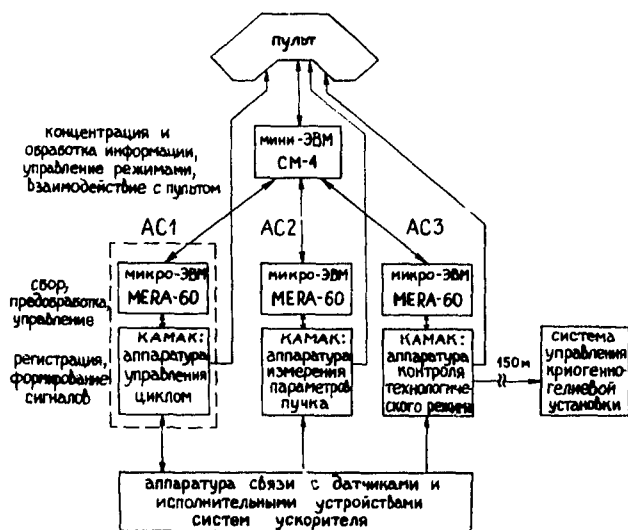 пульт
концентрация и
обработка информации,
управление режимами,
взаимодействие с пультом
мини-ЭВМ
СМ-4
АС1
АС2
АС3
сбор,
предобработка,
управление
микро-ЭВМ
MERA-60
микро-ЭВМ
MERA-60
микро-ЭВМ
MERA-60
регистрация,
формирование
сигналов
КАМАК:
аппаратура
управления
циклом
КАМАК:
аппаратура
измерения
параметров
пучка
КАМАК:
аппаратура
контроля
технологиче-
ского режима
150м
система
управления
криогенно-
гелиевой
установки
аппаратура связи с датчиками и
исполнительными устройствами
систем ускорителя